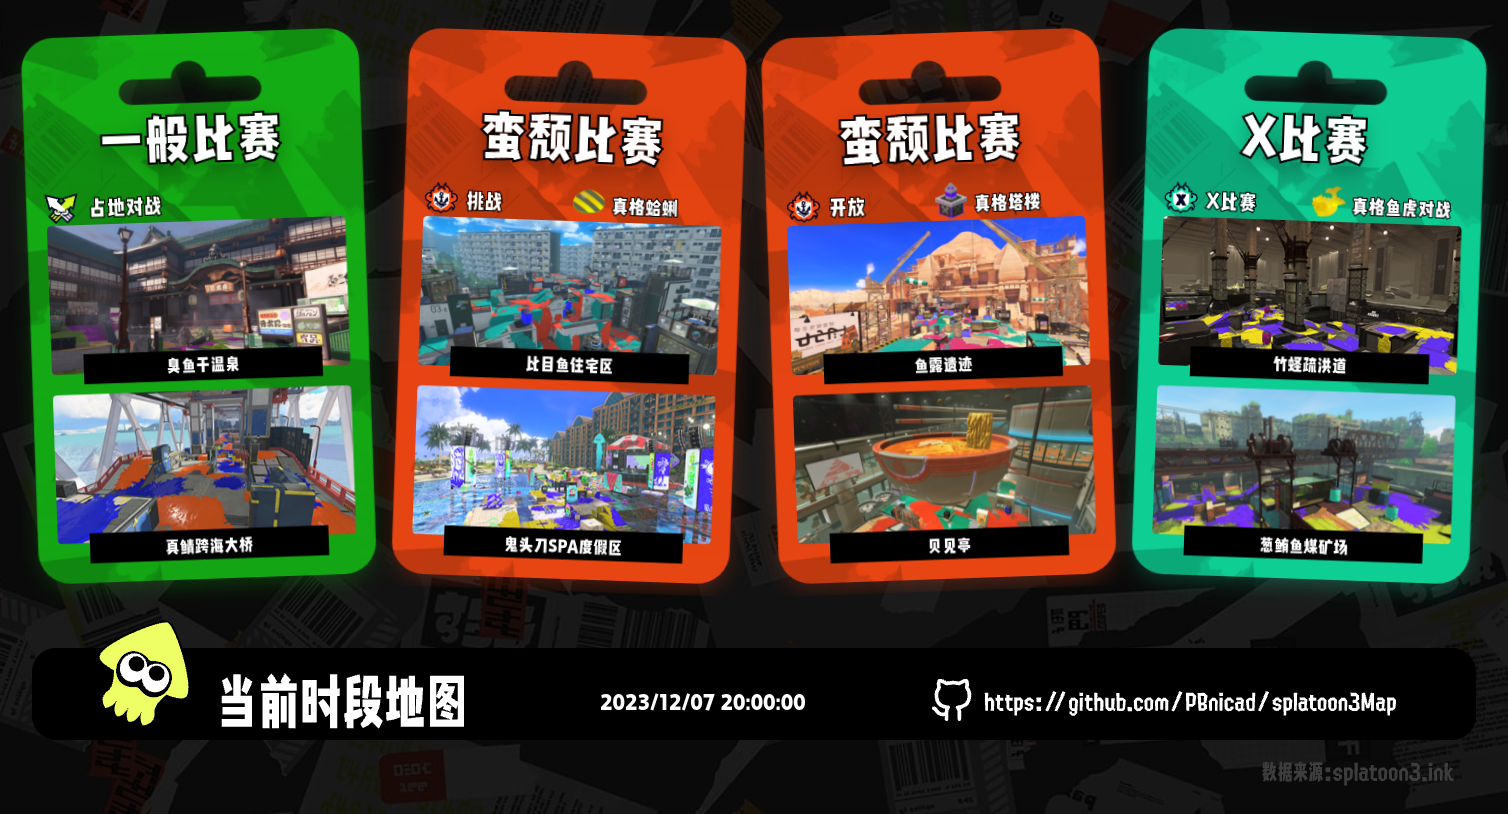 一般比赛
占地对战
臭鱼干温泉
真鲭跨海大桥
蛮颓比赛
挑战
真格蛤蜊
比目鱼住宅区
鬼头刀SPA度假区
蛮颓比赛
开放
真格塔楼
鱼露遗迹
贝见亭
X比赛
X比赛
真格鱼虎对战
竹蛏疏洪道
葱鲔鱼煤矿场
当前时段地图
2023/12/07 20:00:00
https://github.com/PBnicad/splatoon3Map
数据来源:splatoon3.ink